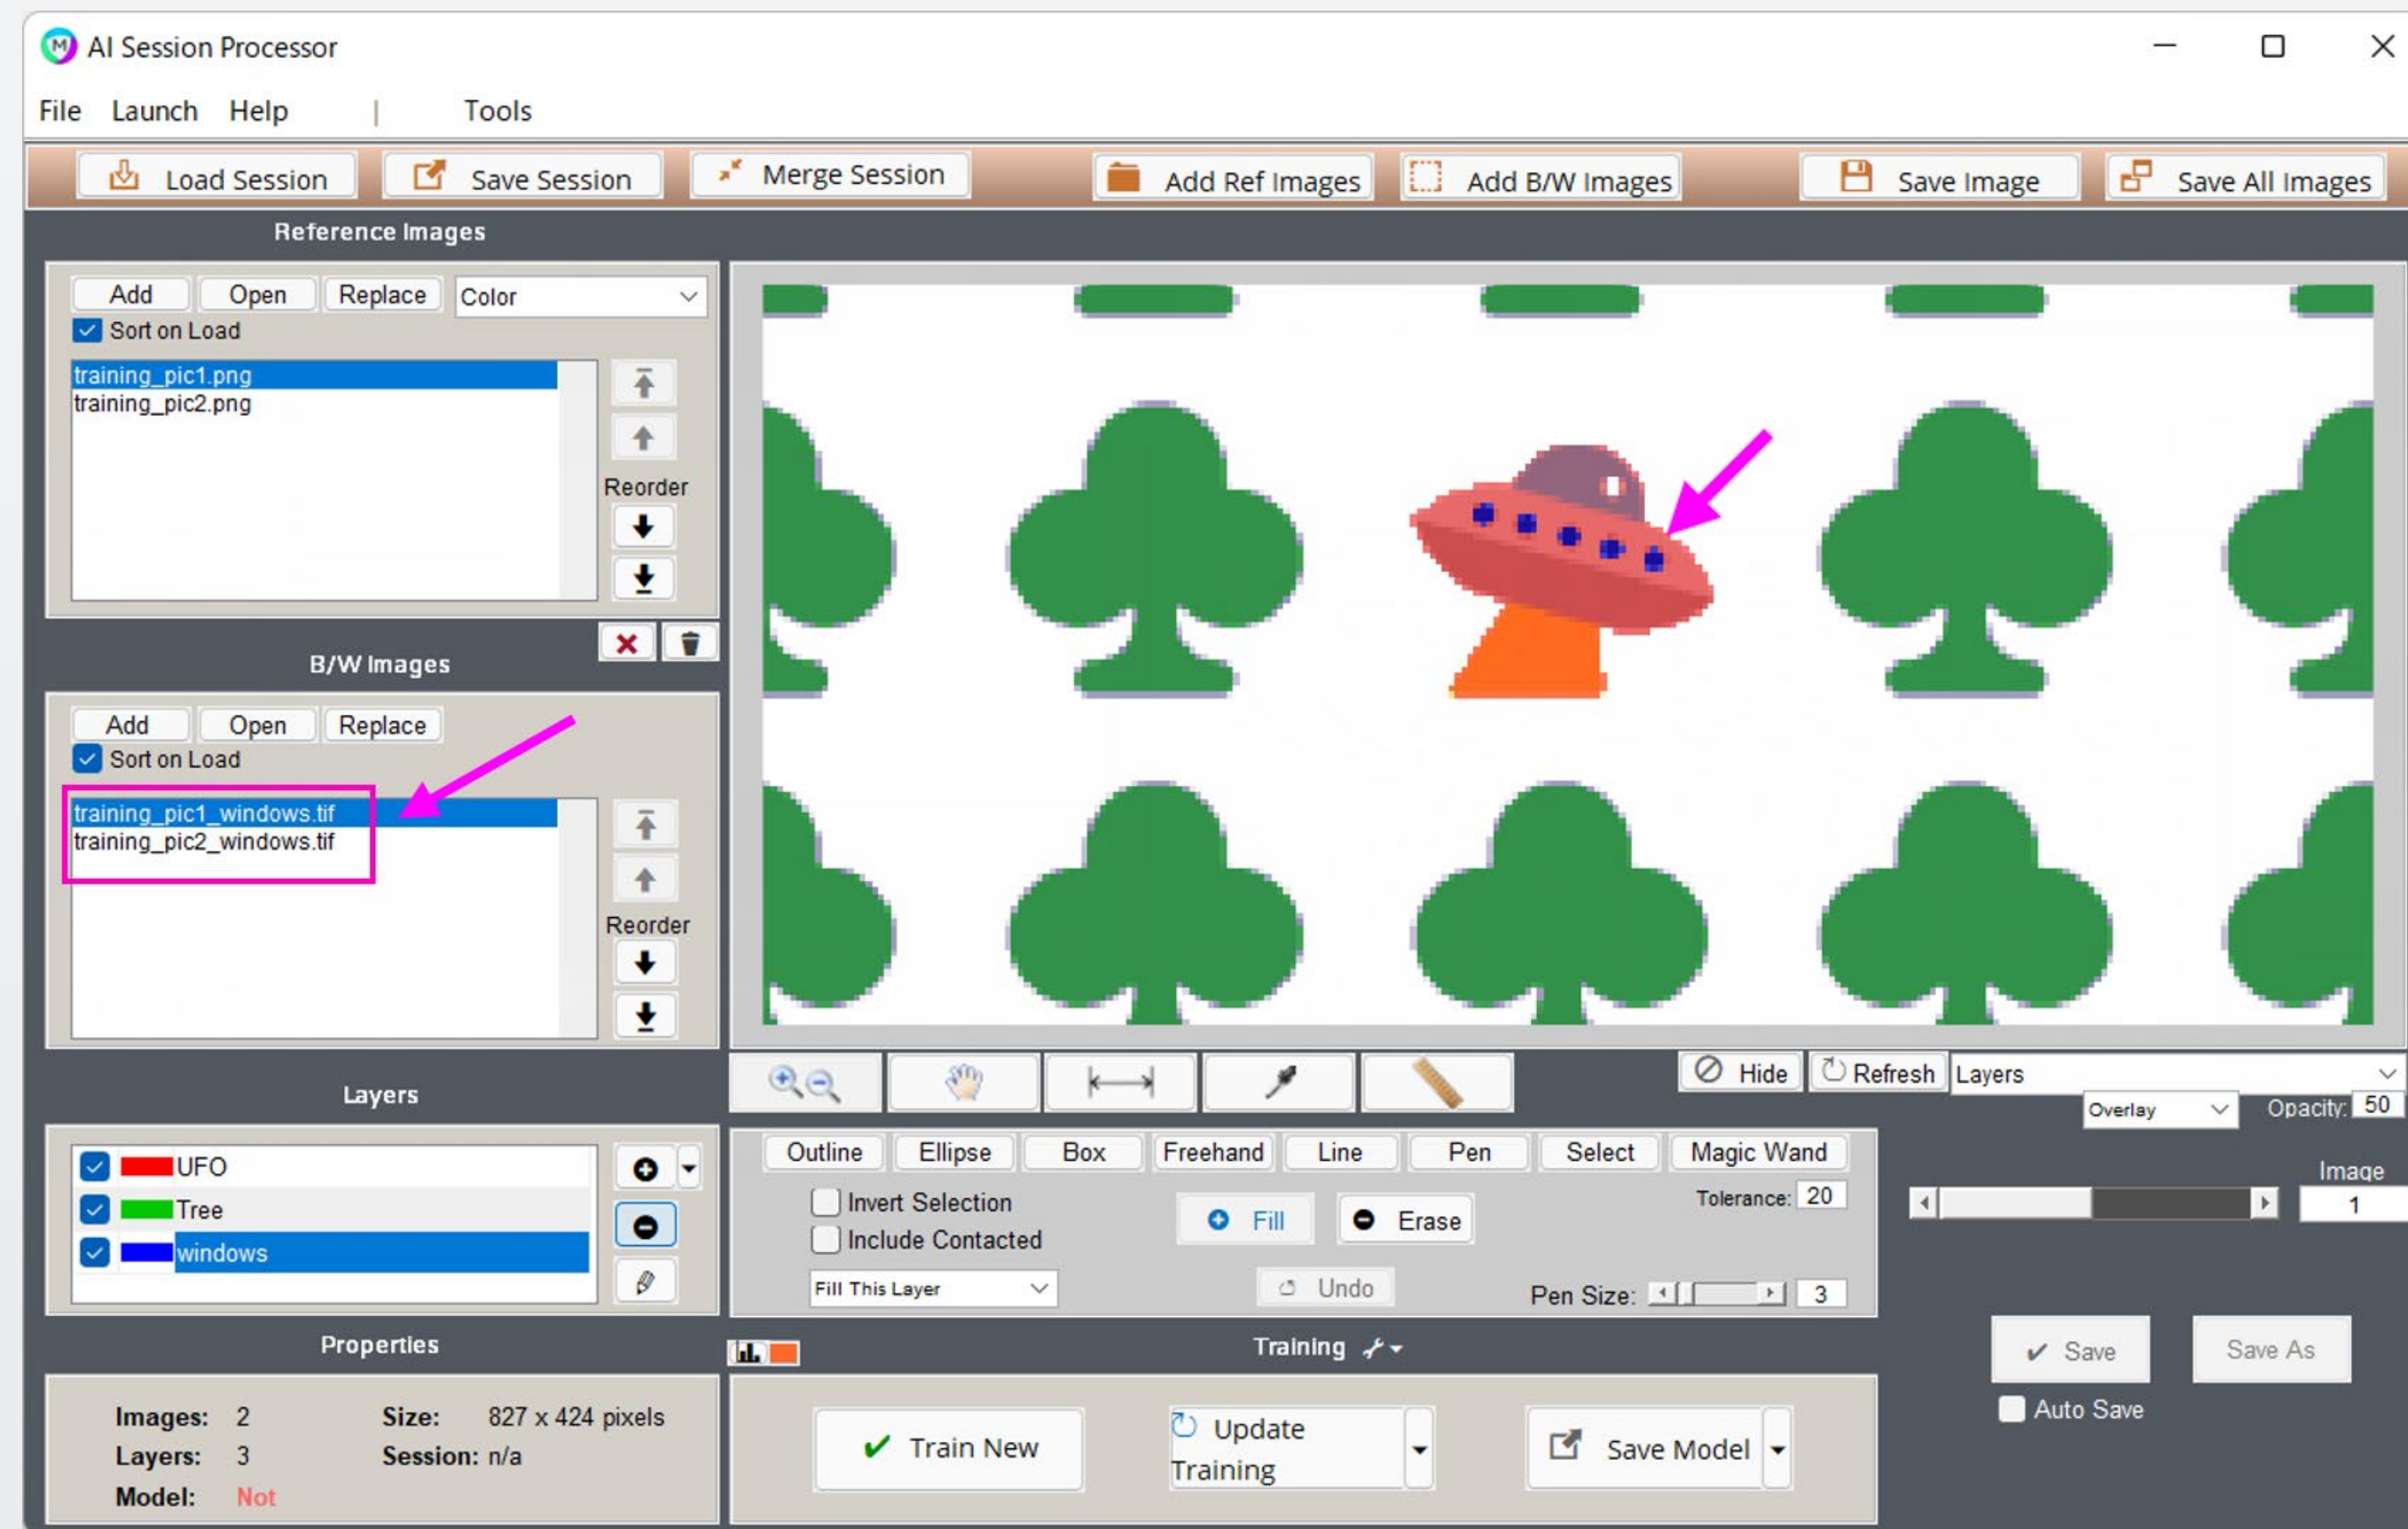 AI Session Processor
File Launch Help | Tools
Load Session Save Session Merge Session Add Ref Images Add B/W Images Save Image Save All Images
Reference Images
Add Open Replace Color
Sort on Load
training_pic1.png
training_pic2.png
Reorder
B/W Images
Add Open Replace
Sort on Load
training_pic1_windows.tif
training_pic2_windows.tif
Reorder
Hide Refresh Layers
Overlay Opacity: 50
Layers
UFO
Tree
windows
Outline Ellipse Box Freehand Line Pen Select Magic Wand
Invert Selection
Include Contacted
Fill Erase
Tolerance: 20
Fill This Layer Undo Pen Size: 3
Image
1
Properties
Images: 2 Size: 827 x 424 pixels
Layers: 3 Session: n/a
Model: Not
Training
Train New
Update
Training
Save Model
Save Save As
Auto Save